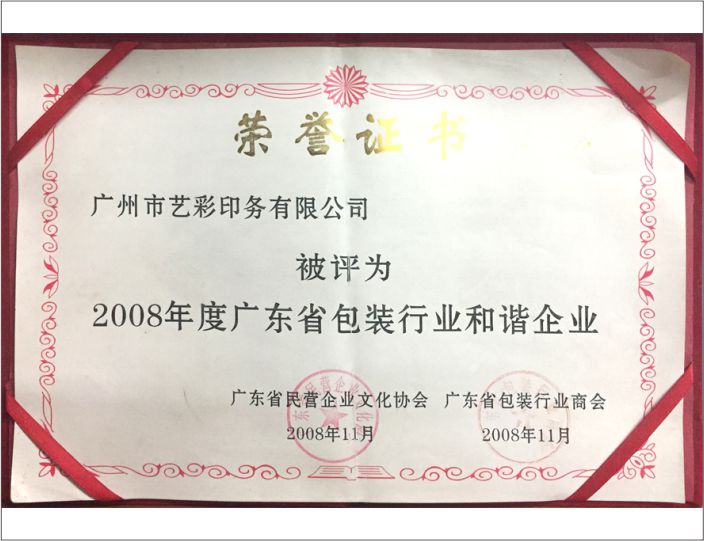 荣誉证书
广州市艺彩印务有限公司
被评为
2008年度广东省包装行业和谐企业
广东省民营企业文化协会 广东省包装行业商会
2008年11月 2008年11月